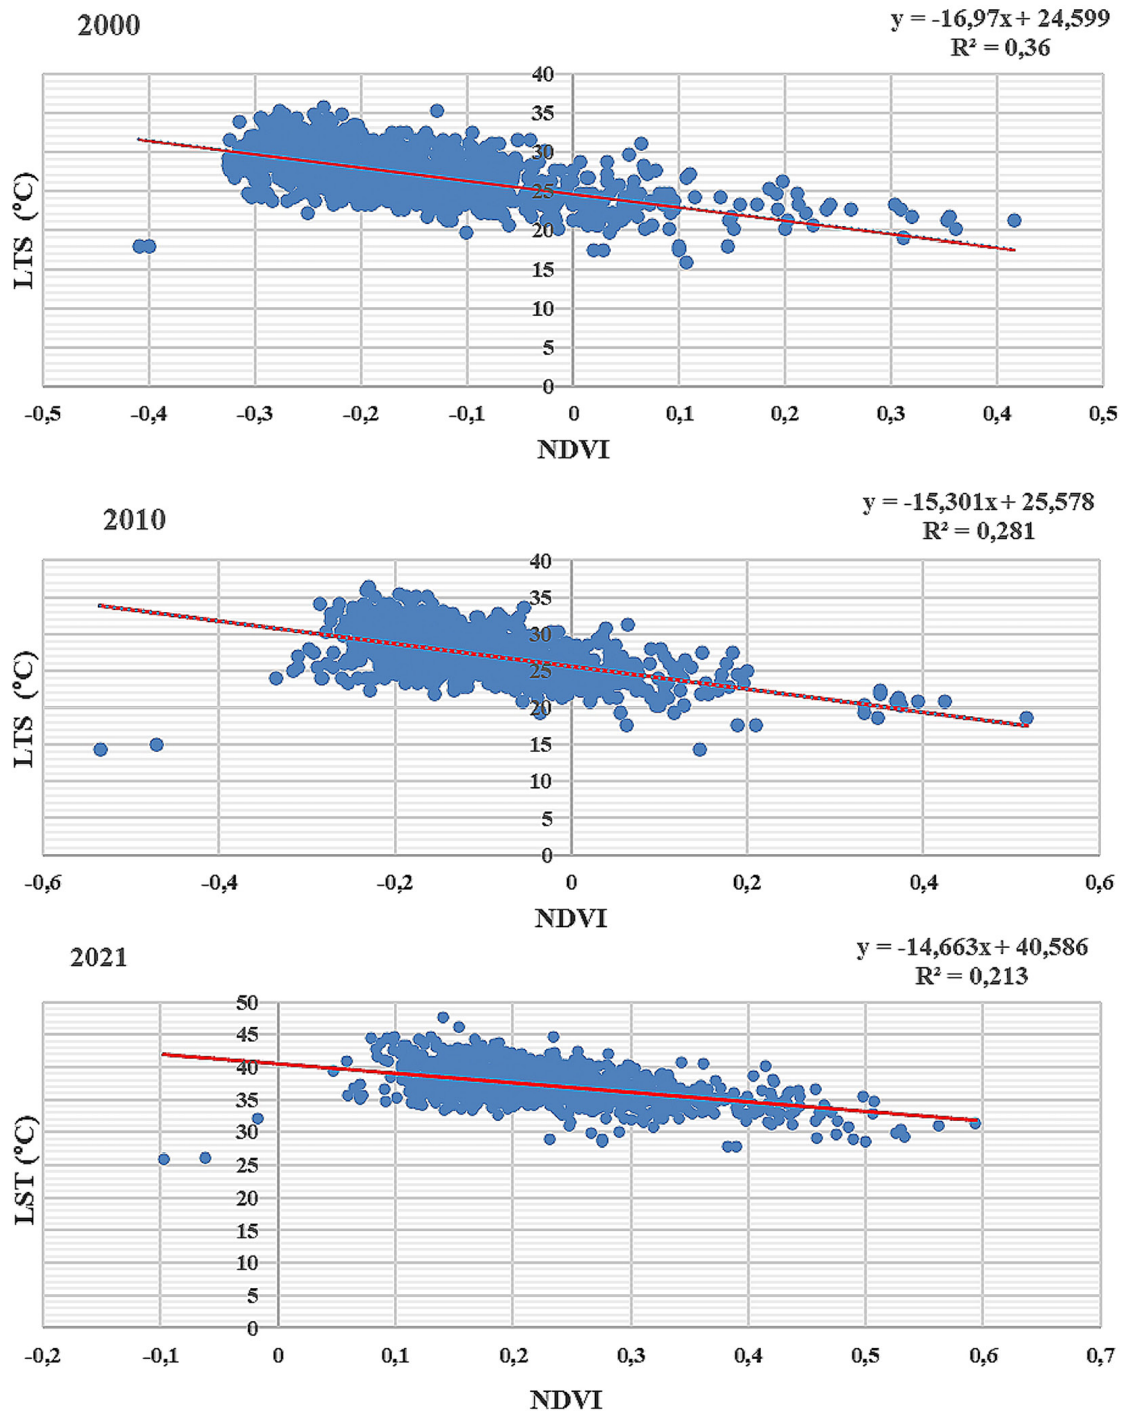 2000
y = -16,97x + 24,599
R² = 0,36
40
35
30
25
20
15
10
5
0
LTS (°C)
-0,5 -0,4 -0,3 -0,2 -0,1 0 0,1 0,2 0,3 0,4 0,5
NDVI
2010
y = -15,301x + 25,578
R² = 0,281
40
35
30
25
20
15
10
5
0
LTS (°C)
-0,6 -0,4 -0,2 0 0,2 0,4 0,6
NDVI
2021
y = -14,663x + 40,586
R² = 0,213
50
45
40
35
30
25
20
15
10
5
0
LST (°C)
-0,2 -0,1 0 0,1 0,2 0,3 0,4 0,5 0,6 0,7
NDVI